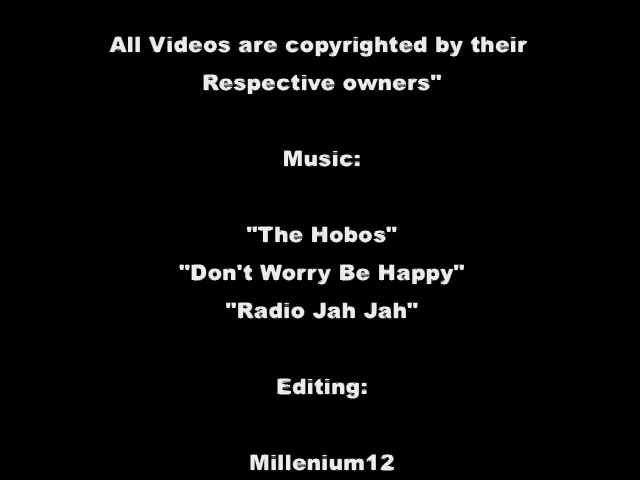 All Videos are copyrighted by their
Respective owners"
Music:
"The Hobos"
"Don't Worry Be Happy"
"Radio Jah Jah"
Editing:
Millenium12